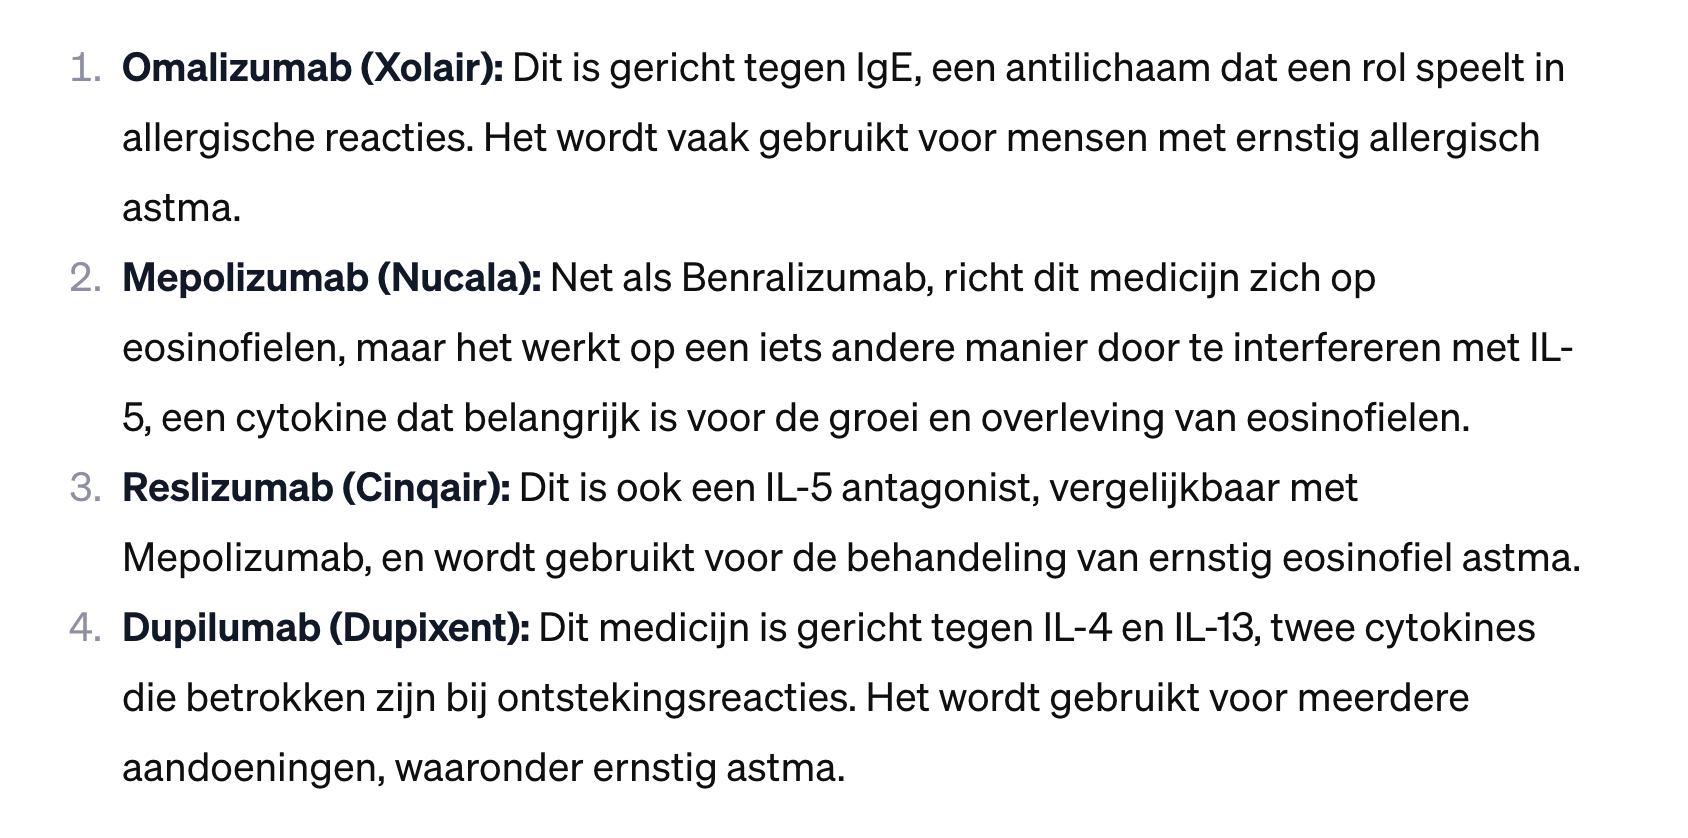 1. Omalizumab (Xolair): Dit is gericht tegen IgE, een antilichaam dat een rol speelt in
allergische reacties. Het wordt vaak gebruikt voor mensen met ernstig allergisch
astma.
2. Mepolizumab (Nucala): Net als Benralizumab, richt dit medicijn zich op
eosinofielen, maar het werkt op een iets andere manier door te interfereren met IL-
5, een cytokine dat belangrijk is voor de groei en overleving van eosinofielen.
3. Reslizumab (Cinqair): Dit is ook een IL-5 antagonist, vergelijkbaar met
Mepolizumab, en wordt gebruikt voor de behandeling van ernstig eosinofiel astma.
4. Dupilumab (Dupixent): Dit medicijn is gericht tegen IL-4 en IL-13, twee cytokines
die betrokken zijn bij ontstekingsreacties. Het wordt gebruikt voor meerdere
aandoeningen, waaronder ernstig astma.